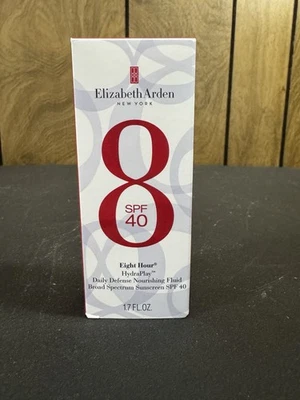 Elizabeth Arden
NEW YORK
8
SPF
40
Eight Hour®
HydraPlay™
Daily Defense Nourishing Fluid
Broad Spectrum Sunscreen SPF 40
1.7 FL.OZ.